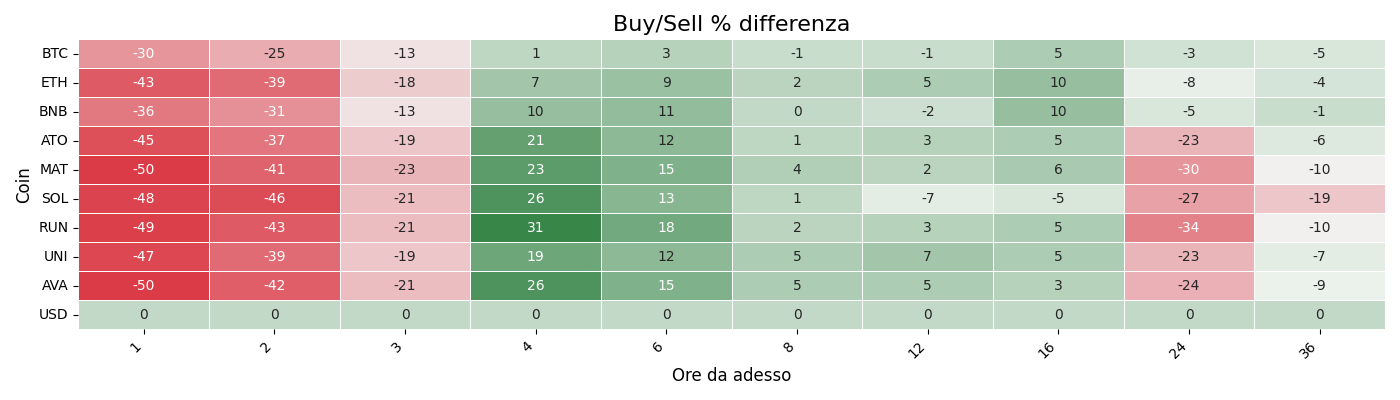 Buy/Sell % differenza
Coin
BTC -30 -25 -13 1 3 -1 -1 5 -3 -5
ETH -43 -39 -18 7 9 2 5 10 -8 -4
BNB -36 -31 -13 10 11 0 -2 10 -5 -1
ATO -45 -37 -19 21 12 1 3 5 -23 -6
MAT -50 -41 -23 23 15 4 2 6 -30 -10
SOL -48 -46 -21 26 13 1 -7 -5 -27 -19
RUN -49 -43 -21 31 18 2 3 5 -34 -10
UNI -47 -39 -19 19 12 5 7 5 -23 -7
AVA -50 -42 -21 26 15 5 5 3 -24 -9
USD 0 0 0 0 0 0 0 0 0 0
1 2 3 4 6 8 12 16 24 36
Ore da adesso